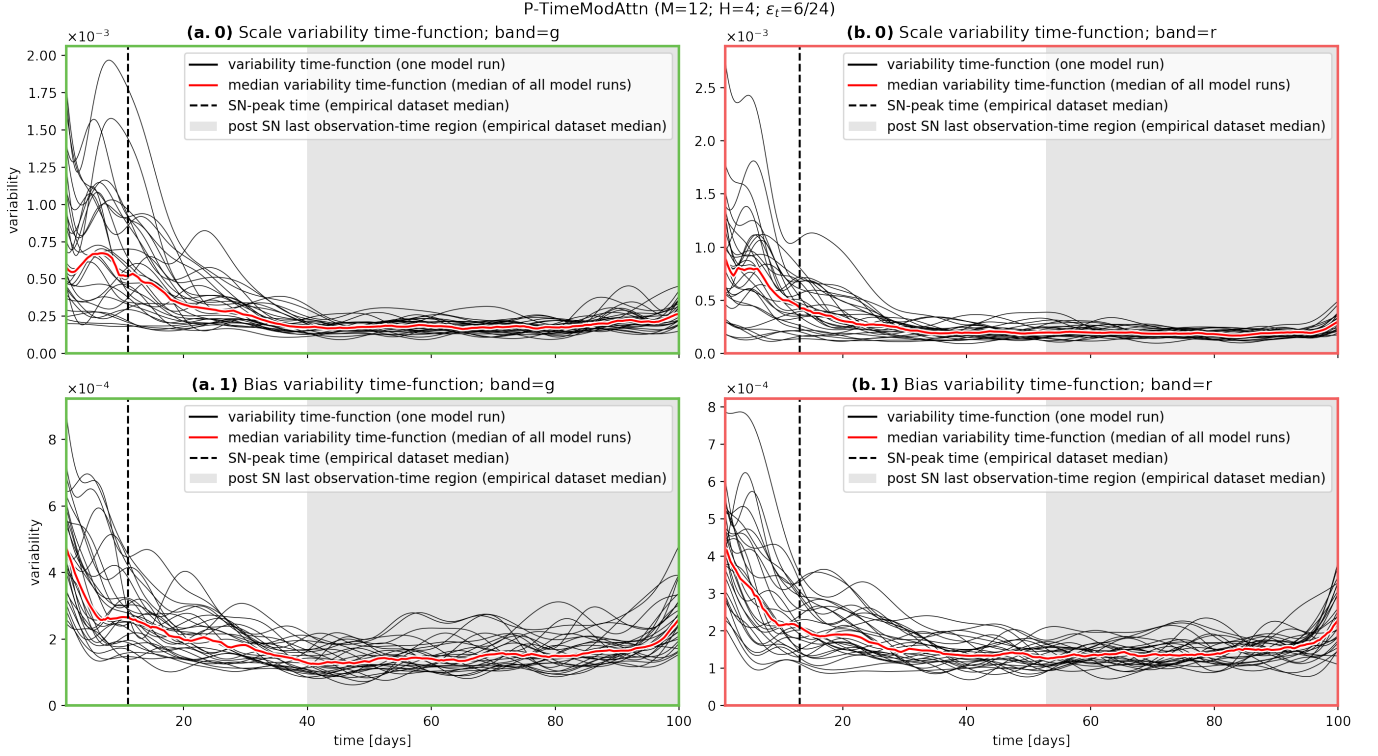 P-TimeModAttn (M=12; H=4; εt=6/24)
×10−3
(a.0) Scale variability time-function; band=g
2.00
1.75
1.50
1.25
1.00
0.75
0.50
0.25
0.00
variability
variability time-function (one model run)
median variability time-function (median of all model runs)
SN-peak time (empirical dataset median)
post SN last observation-time region (empirical dataset median)
20
40
60
80
100
×10−3
(b.0) Scale variability time-function; band=r
2.5
2.0
1.5
1.0
0.5
0.0
variability time-function (one model run)
median variability time-function (median of all model runs)
SN-peak time (empirical dataset median)
post SN last observation-time region (empirical dataset median)
×10−4
(a.1) Bias variability time-function; band=g
8
6
4
2
0
variability
variability time-function (one model run)
median variability time-function (median of all model runs)
SN-peak time (empirical dataset median)
post SN last observation-time region (empirical dataset median)
20
40
60
80
100
time [days]
×10−4
(b.1) Bias variability time-function; band=r
8
7
6
5
4
3
2
1
0
variability time-function (one model run)
median variability time-function (median of all model runs)
SN-peak time (empirical dataset median)
post SN last observation-time region (empirical dataset median)
20
40
60
80
100
time [days]